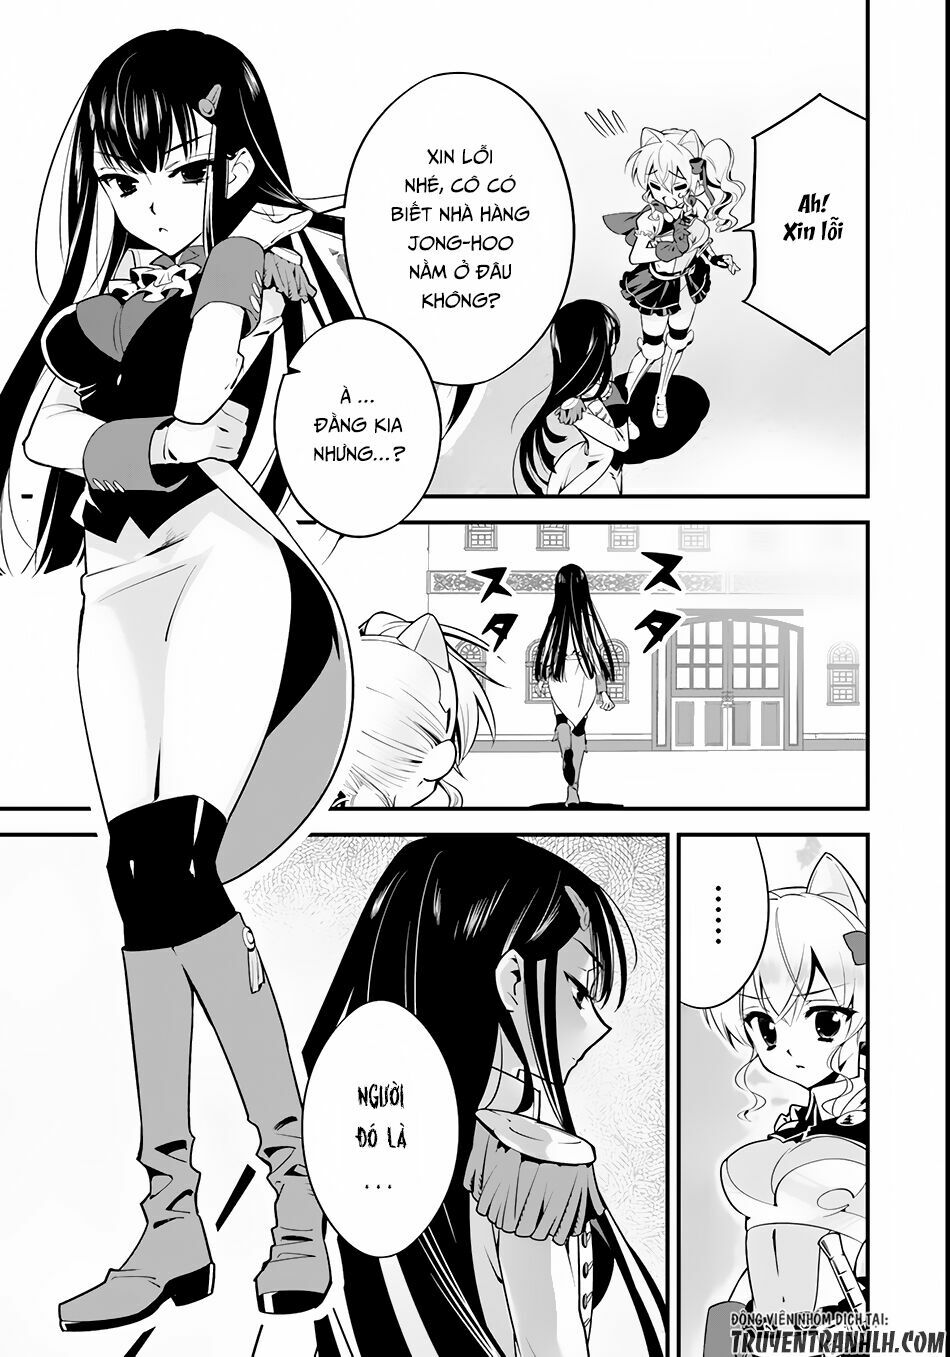 Ah!
Xin lỗi
XIN LỖI
NHÉ, CÔ CÓ
BIẾT NHÀ HÀNG
JONG-HOO
NẰM Ở ĐÂU
KHÔNG?
À ...
ĐẰNG KIA
NHƯNG...?
スタ
スタ
......
NGƯỜI
ĐÓ LÀ
...
ĐỘNG VIÊN NHÓM DỊCH TẠI:
TRUYENTRANHLH.COM